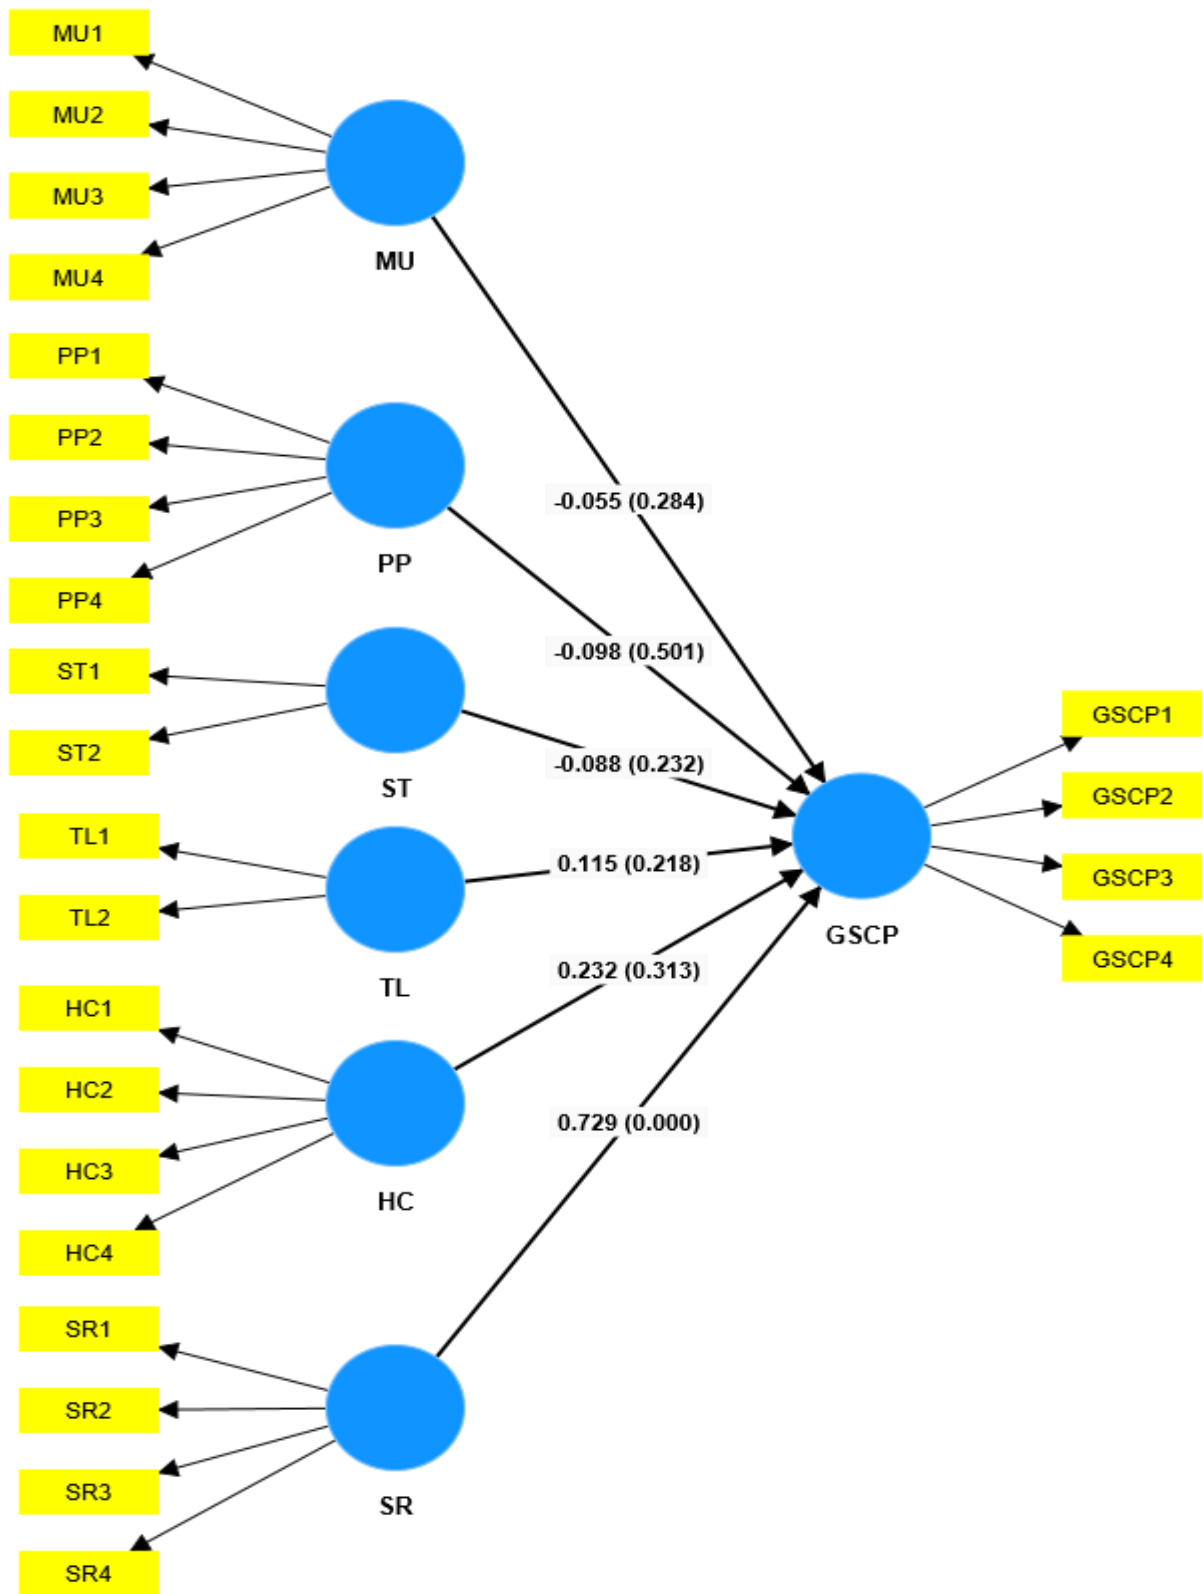 MU1
MU2
MU3
MU4
MU
PP1
PP2
PP3
PP4
PP
ST1
ST2
ST
TL1
TL2
TL
HC1
HC2
HC3
HC4
HC
SR1
SR2
SR3
SR4
SR
-0.055 (0.284)
-0.098 (0.501)
-0.088 (0.232)
0.115 (0.218)
0.232 (0.313)
0.729 (0.000)
GSCP
GSCP1
GSCP2
GSCP3
GSCP4